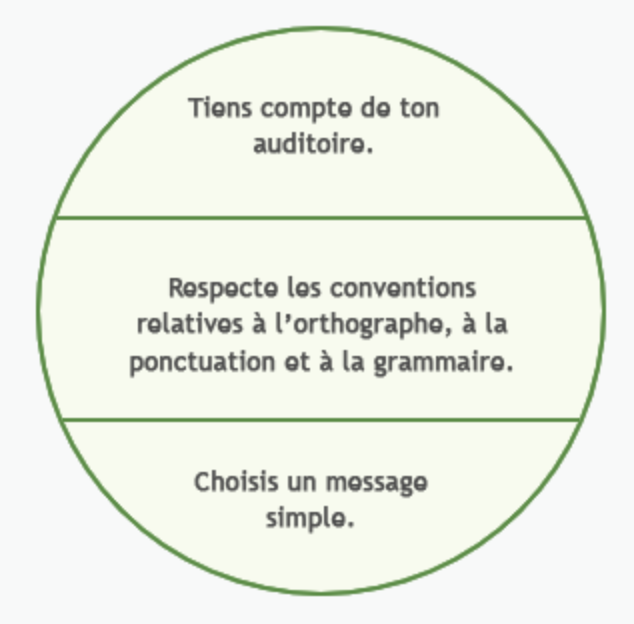 Tiens compte de ton
auditoire.
Respecte les conventions
relatives à l’orthographe, à la
ponctuation et à la grammaire.
Choisis un message
simple.